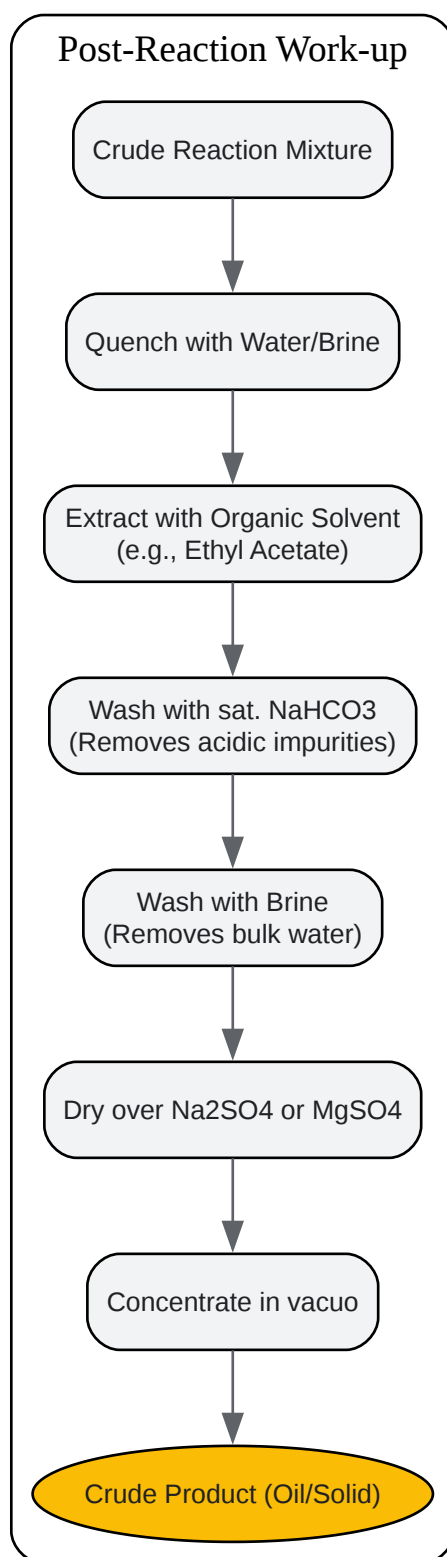 Post-Reaction Work-up
Crude Reaction Mixture
Quench with Water/Brine
Extract with Organic Solvent
(e.g., Ethyl Acetate)
Wash with sat. NaHCO3
(Removes acidic impurities)
Wash with Brine
(Removes bulk water)
Dry over Na2SO4 or MgSO4
Concentrate in vacuo
Crude Product (Oil/Solid)